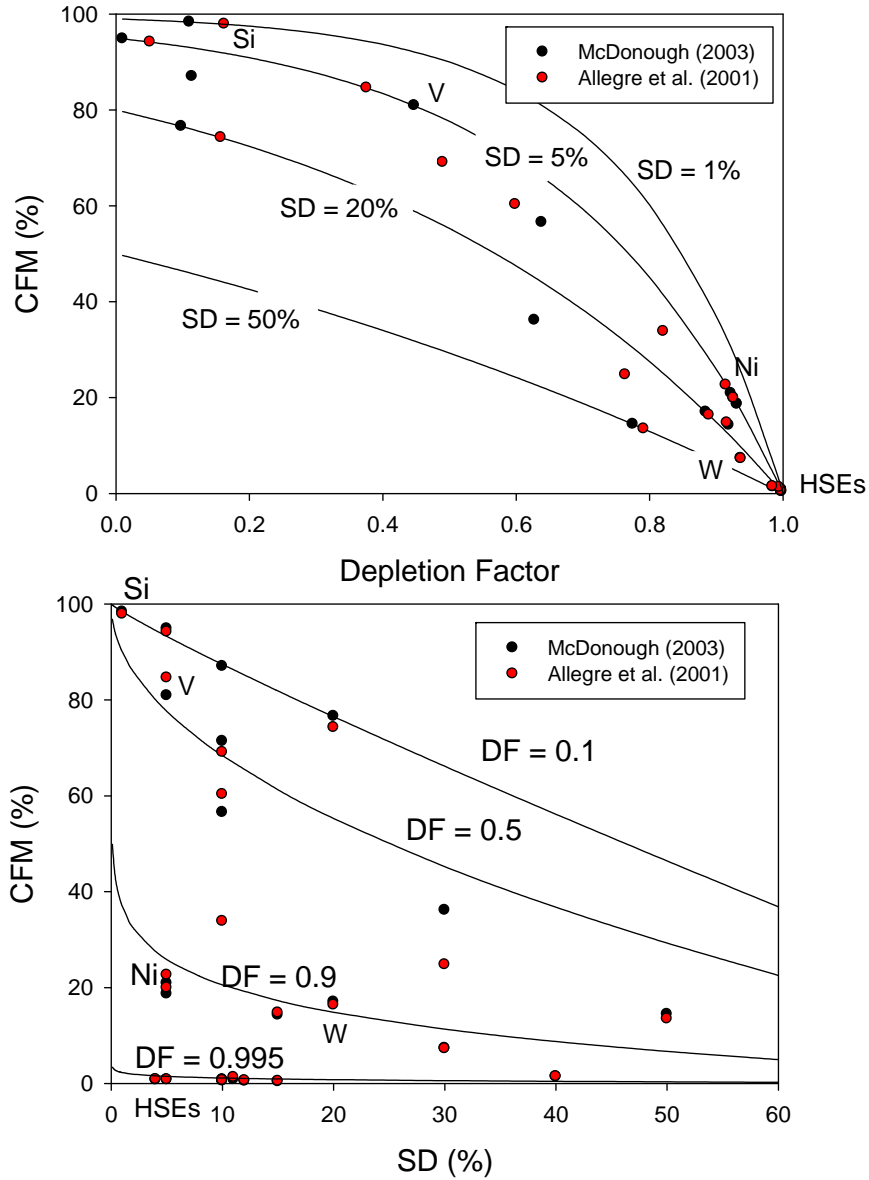 100
80
60
40
20
0
CFM (%)
Si
V
McDonough (2003)
Allegre et al. (2001)
SD = 5%
SD = 1%
SD = 20%
SD = 50%
Ni
W
HSEs
0.0 0.2 0.4 0.6 0.8 1.0
Depletion Factor
Si
100
80
60
40
20
0
CFM (%)
McDonough (2003)
Allegre et al. (2001)
V
DF = 0.1
DF = 0.5
Ni
DF = 0.9
W
DF = 0.995
HSEs
0 10 20 30 40 50 60
SD (%)